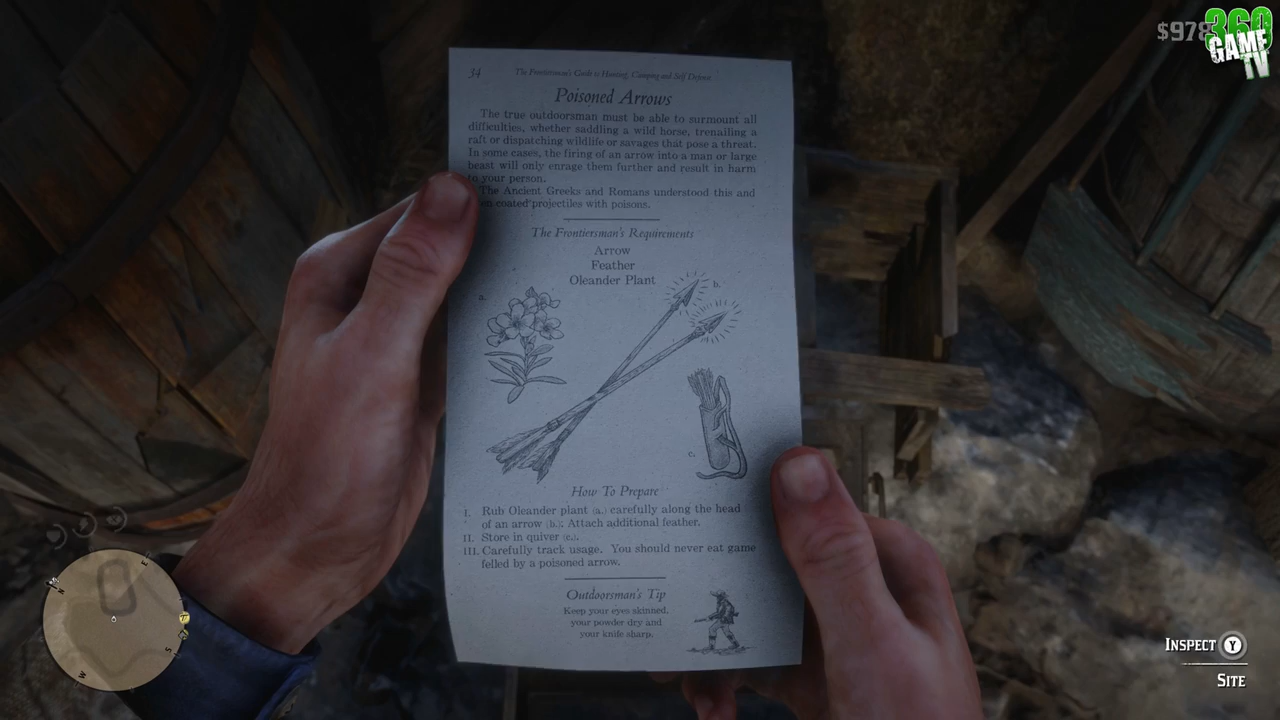 $978
360
GAME
TV
34 The Frontiersman's Guide to Hunting, Camping and Self Defense
Poisoned Arrows
The true outdoorsman must be able to surmount all
difficulties, whether saddling a wild horse, trenailing a
raft or dispatching wildlife or savages that pose a threat.
In some cases, the firing of an arrow into a man or large
beast will only enrage them further and result in harm
to your person.
The Ancient Greeks and Romans understood this and
coated projectiles with poisons.
The Frontiersman's Requirements
Arrow
Feather
Oleander Plant
a.
b.
c.
How To Prepare
I. Rub Oleander plant (a.) carefully along the head
of an arrow (b.); Attach additional feather.
II. Store in quiver (c.).
III. Carefully track usage. You should never eat game
felled by a poisoned arrow.
Outdoorsman's Tip
Keep your eyes skinned,
your powder dry and
your knife sharp.
N
E
S
W
INSPECT Y
SITE